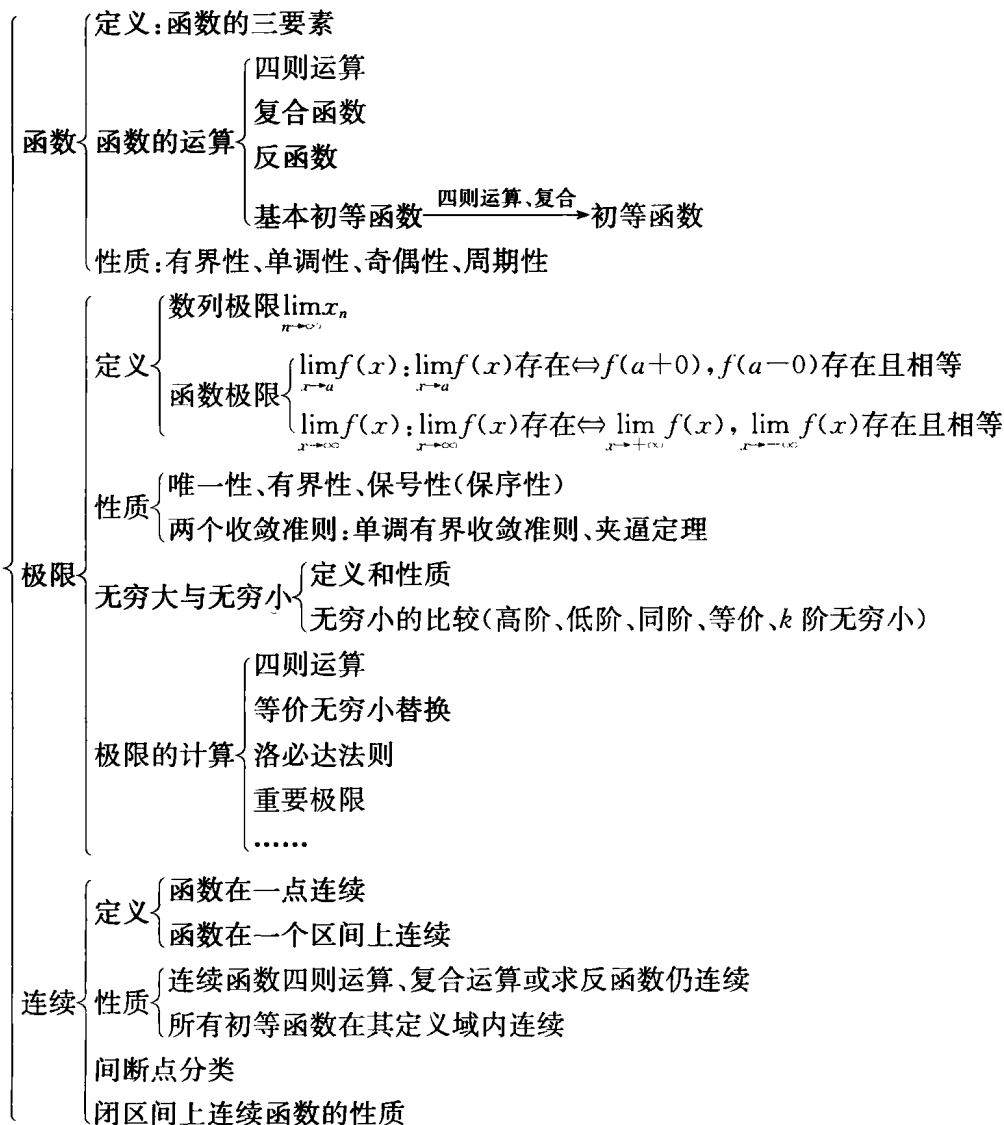 定义:函数的三要素
四则运算
复合函数
函数 函数的运算
反函数
四则运算、复合
基本初等函数→初等函数
性质:有界性、单调性、奇偶性、周期性
数列极限lim xₙ
n→∞
定义
lim f(x):lim f(x)存在⇔f(a+0),f(a-0)存在且相等
x→a x→a
函数极限
lim f(x):lim f(x)存在⇔ lim f(x), lim f(x)存在且相等
x→∞ x→∞ x→+∞ x→-∞
唯一性、有界性、保号性(保序性)
性质
两个收敛准则:单调有界收敛准则、夹逼定理
极限
定义和性质
无穷大与无穷小
无穷小的比较(高阶、低阶、同阶、等价、k 阶无穷小)
四则运算
等价无穷小替换
极限的计算 洛必达法则
重要极限
……
函数在一点连续
定义
函数在一个区间上连续
连续函数四则运算、复合运算或求反函数仍连续
连续 性质
所有初等函数在其定义域内连续
间断点分类
闭区间上连续函数的性质